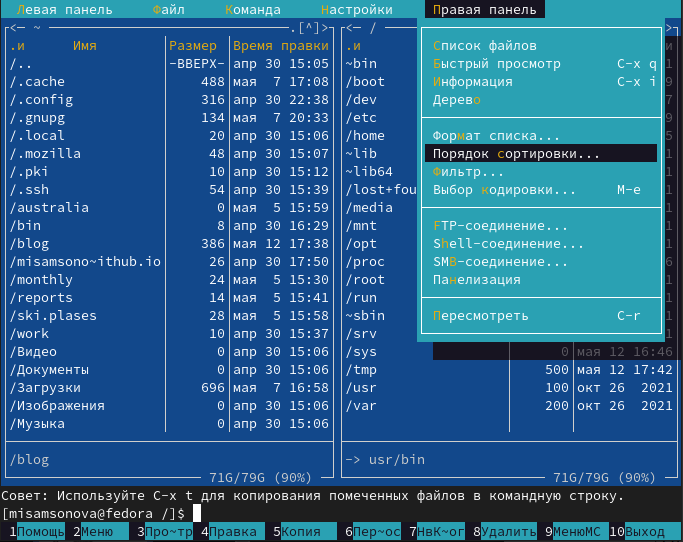 Левая панель Файл Команда Настройки Правая панель
<– ~ .[^]> <– / >
.и Имя Размер Время правки .и Список файлов
/.. –ВВЕРХ– апр 30 15:05 ~bin Быстрый просмотр C-x q
/.cache 488 мая 7 17:08 /boot Информация C-x i
/.config 316 апр 30 22:38 /dev Дерево
/.gnupg 134 мая 7 20:33 /etc
/.local 20 апр 30 15:06 /home Формат списка...
/.mozilla 48 апр 30 15:07 ~lib Порядок сортировки...
/.pki 10 апр 30 15:12 ~lib64 Фильтр...
/.ssh 54 апр 30 15:39 /lost+fou Выбор кодировки... M-e
/australia 0 мая 5 15:59 /media
/bin 8 апр 30 16:29 /mnt FTP-соединение...
/blog 386 мая 12 17:38 /opt Shell-соединение...
/misamsono~ithub.io 26 апр 30 17:50 /proc SMB-соединение...
/monthly 24 мая 5 15:30 /root Панелизация
/reports 14 мая 5 15:41 /run
/ski.plases 28 мая 5 15:58 ~sbin Пересмотреть C-r
/work 10 апр 30 15:37 /srv
/Видео 0 апр 30 15:06 /sys 0 мая 12 16:46
/Документы 0 апр 30 15:06 /tmp 500 мая 12 17:42
/Загрузки 696 мая 7 16:58 /usr 100 окт 26 2021
/Изображения 0 апр 30 15:06 /var 200 окт 26 2021
/Музыка 0 апр 30 15:06
/blog –> usr/bin
71G/79G (90%) 71G/79G (90%)
Совет: Используйте C-x t для копирования помеченных файлов в командную строку.
[misamsonova@fedora /]$
1Помощь 2Меню 3Про~тр 4Правка 5Копия 6Пер~ос 7НвК~ог 8Удалить 9МенюMC 10Выход